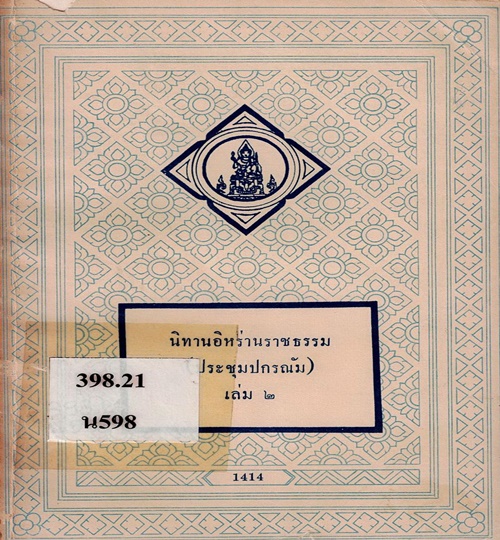 นิทานอิหร่านราชธรรม
(ประชุมปกรณัม)
เล่ม ๒
398.21
น598
1414